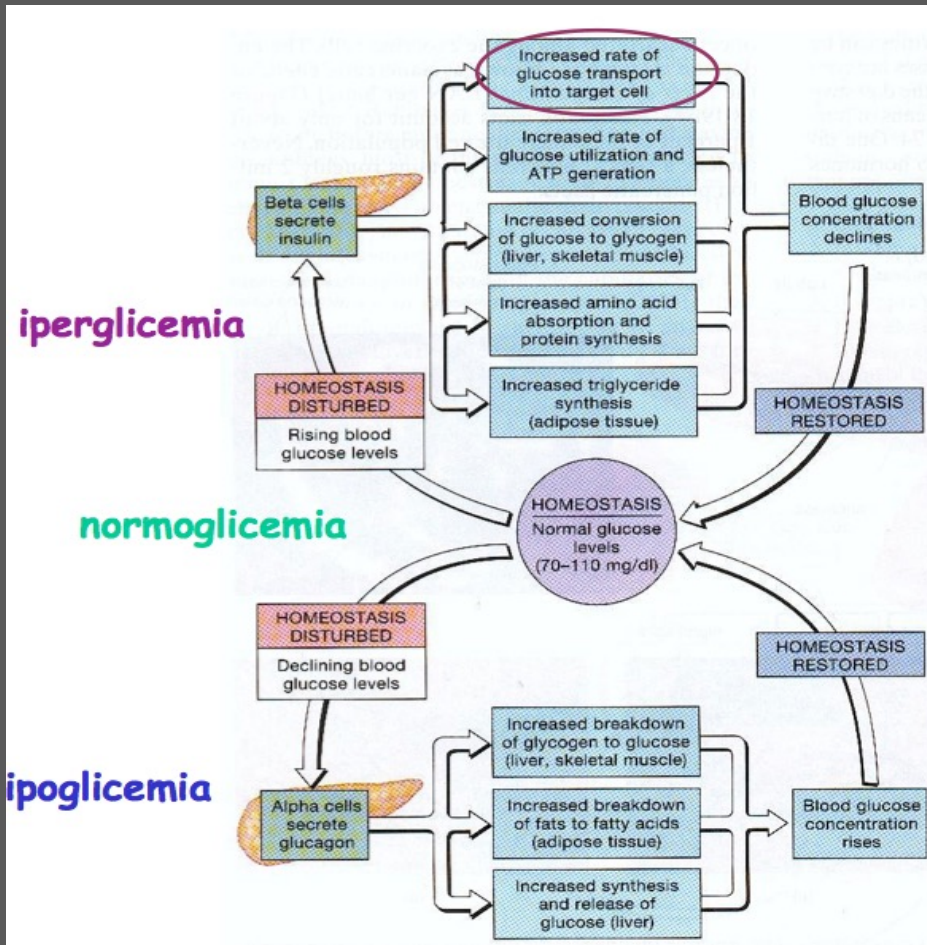 Increased rate of
glucose transport
into target cell
Increased rate of
glucose utilization and
ATP generation
Beta cells
secrete
insulin
Increased conversion
of glucose to glycogen
(liver, skeletal muscle)
Blood glucose
concentration
declines
iperglicemia
Increased amino acid
absorption and
protein synthesis
HOMEOSTASIS
DISTURBED
Rising blood
glucose levels
Increased triglyceride
synthesis
(adipose tissue)
HOMEOSTASIS
RESTORED
normoglicemia
HOMEOSTASIS
Normal glucose
levels
(70–110 mg/dl)
HOMEOSTASIS
DISTURBED
Declining blood
glucose levels
HOMEOSTASIS
RESTORED
ipoglicemia
Increased breakdown
of glycogen to glucose
(liver, skeletal muscle)
Alpha cells
secrete
glucagon
Increased breakdown
of fats to fatty acids
(adipose tissue)
Blood glucose
concentration
rises
Increased synthesis
and release of
glucose (liver)